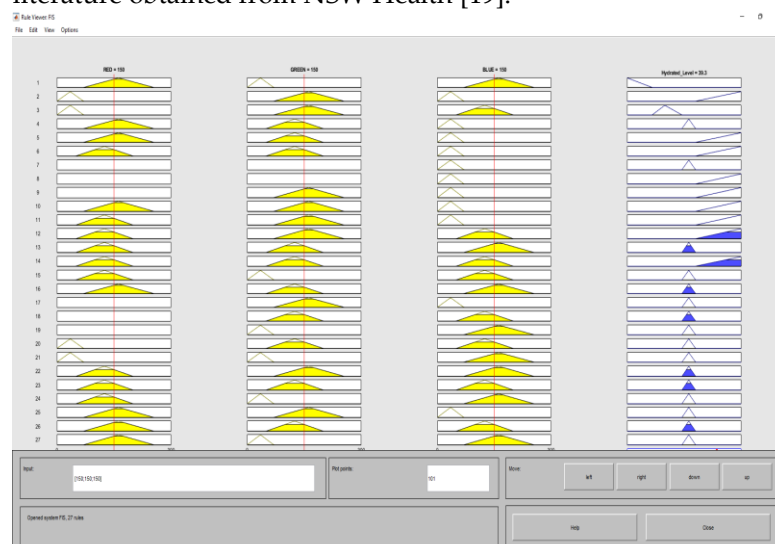 literature obtained from NSW Health [19].
Rule Viewer: FIS
File Edit View Options
RED = 150
GREEN = 150
BLUE = 150
Hydrated_Level = 39.3
1
2
3
4
5
6
7
8
9
10
11
12
13
14
15
16
17
18
19
20
21
22
23
24
25
26
27
Input:
[150;150;150]
Plot points:
101
Move:
left
right
down
up
Opened system FIS, 27 rules
Help
Close